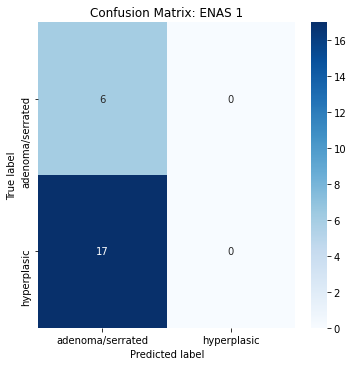 Confusion Matrix: ENAS 1
True label
adenoma/serrated
hyperplasic
6
0
17
0
adenoma/serrated
hyperplasic
Predicted label
16
14
12
10
8
6
4
2
0